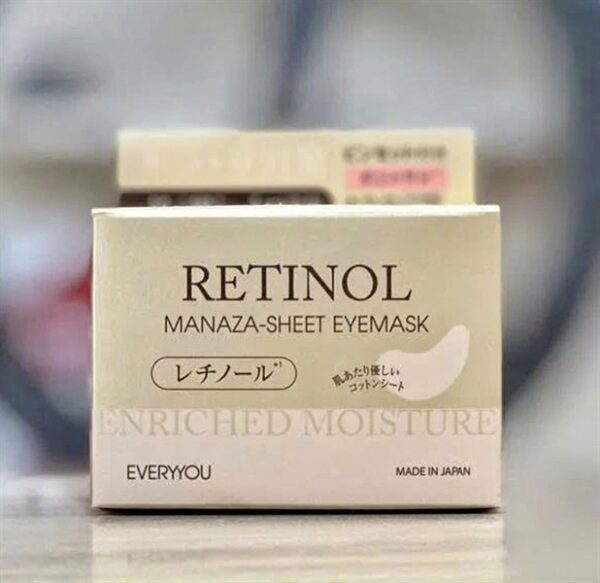 RETINOL
MANAZA-SHEET EYEMASK
レチノール*1
肌あたり優しい
コットンシート
ENRICHED MOISTURE
EVERYYOU
MADE IN JAPAN